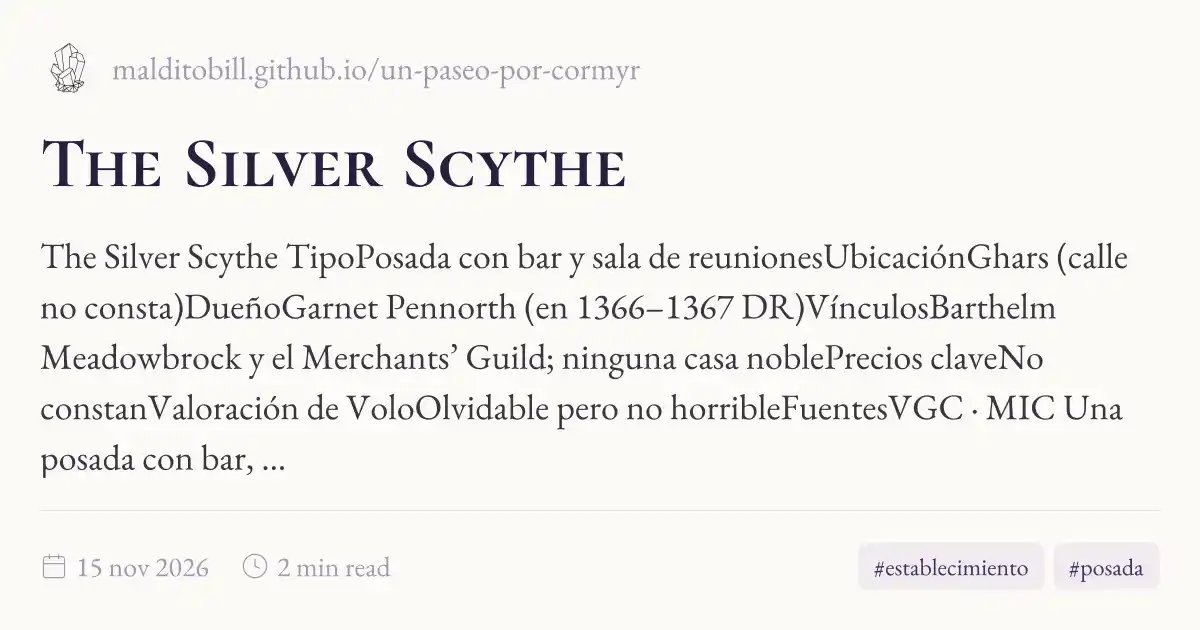 malditobill.github.io/un-paseo-por-cormyr
The Silver Scythe
The Silver Scythe TipoPosada con bar y sala de reunionesUbicaciónGhars (calle
no consta)DueñoGarnet Pennorth (en 1366–1367 DR)VínculosBarthelm
Meadowbrock y el Merchants’ Guild; ninguna casa noblePrecios claveNo
constanValoración de VoloOlvidable pero no horribleFuentesVGC · MIC Una
posada con bar, ...
15 nov 2026
2 min read
#establecimiento
#posada